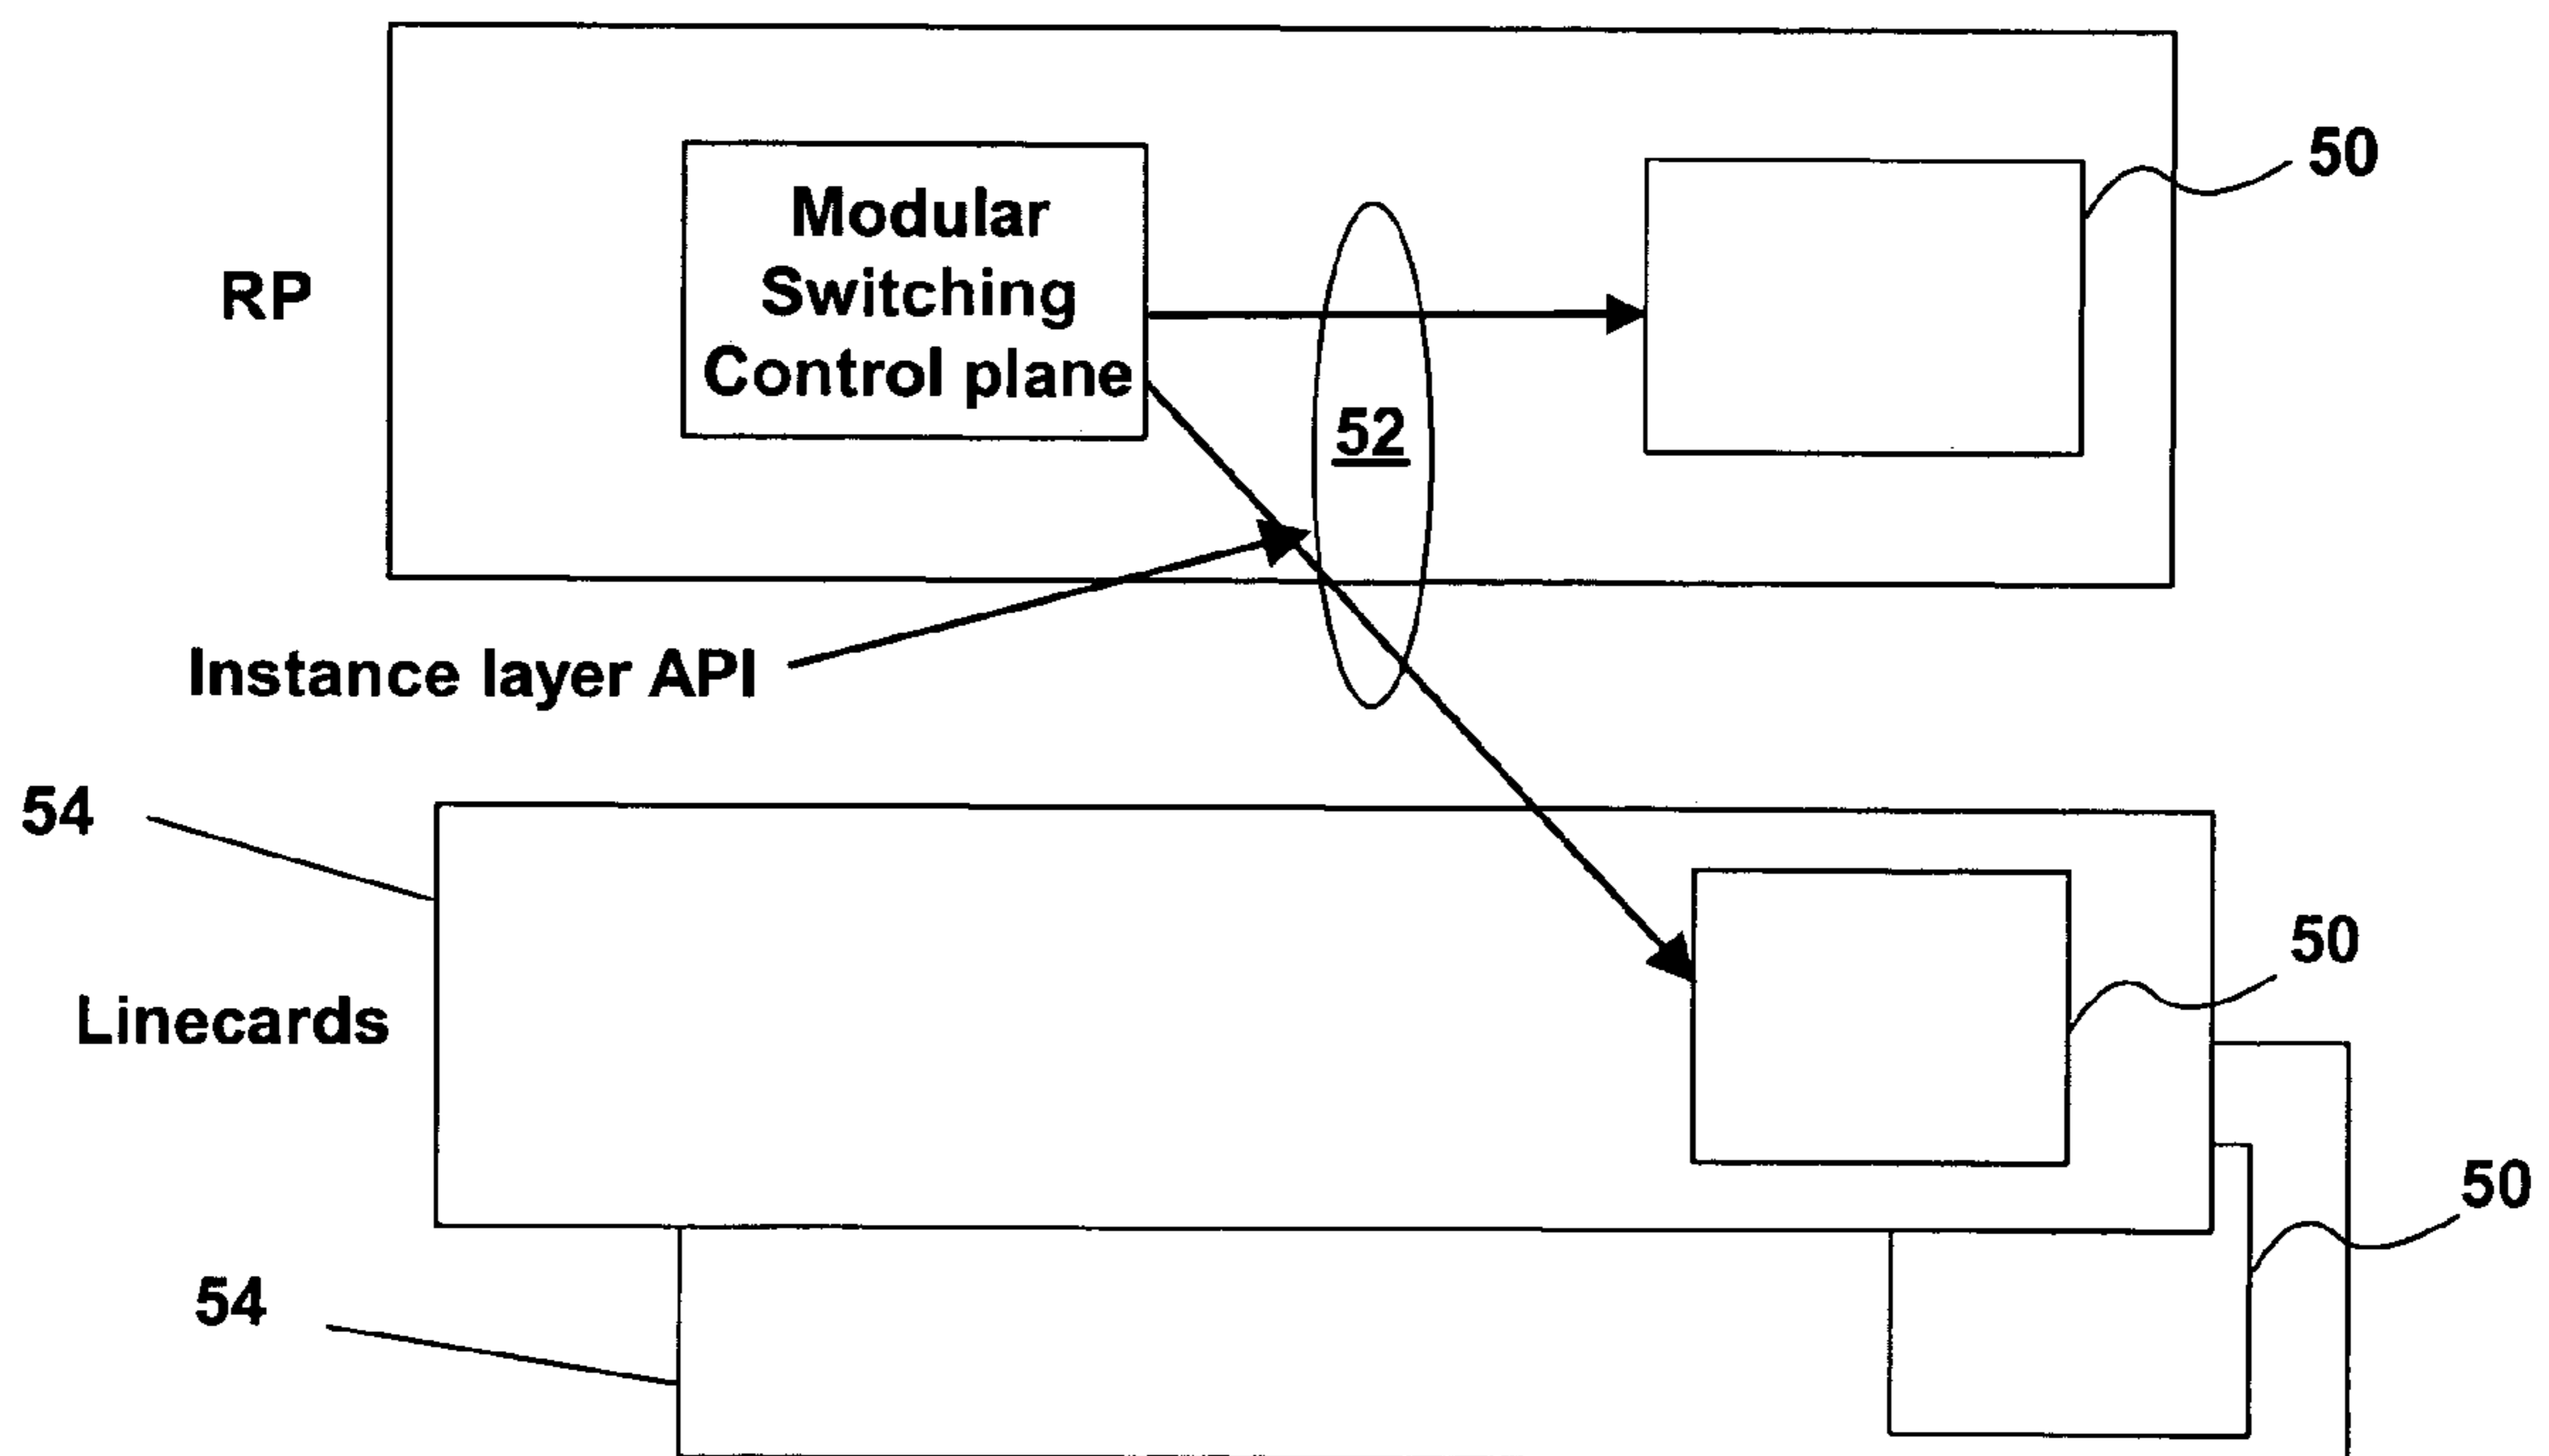 50
Modular
Switching
Control plane
RP
52
Instance layer API
54
50
Linecards
50
54